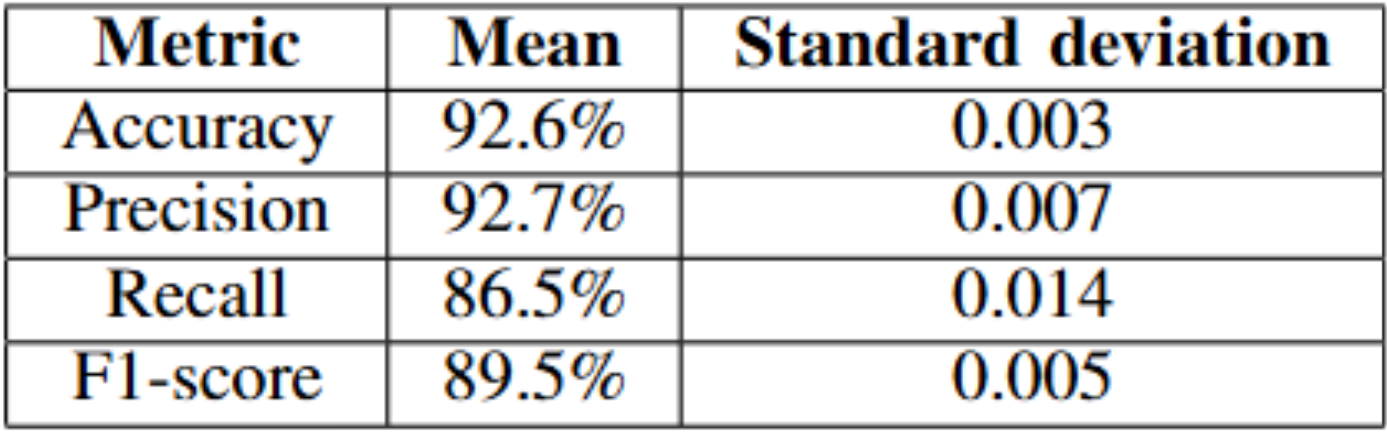 Metric Mean Standard deviation
Accuracy 92.6% 0.003
Precision 92.7% 0.007
Recall 86.5% 0.014
F1-score 89.5% 0.005